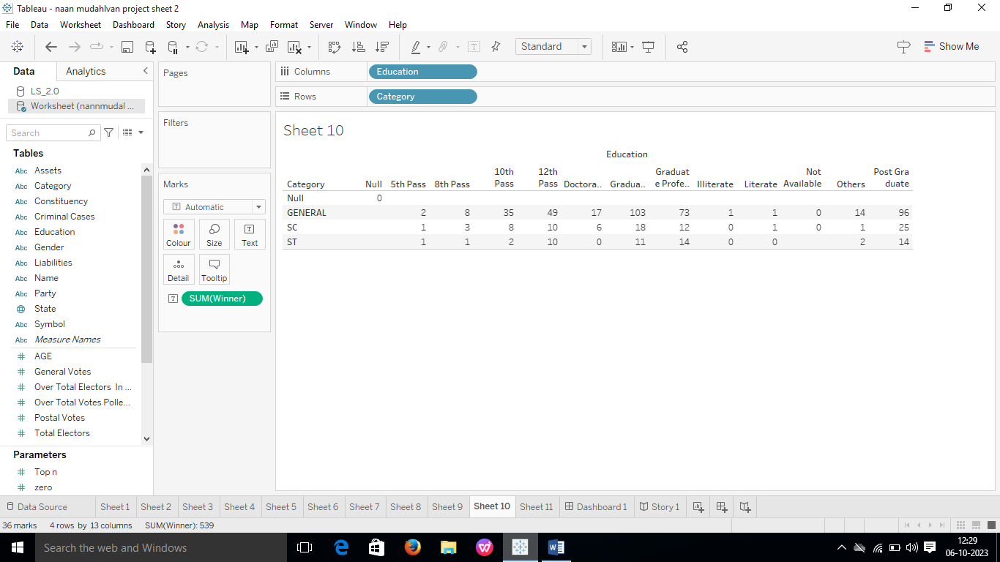 Tableau - naan mudahlvan project sheet 2
File Data Worksheet Dashboard Story Analysis Map Format Server Window Help
Standard
Show Me
Data Analytics
LS_2.0
Worksheet (nannmudal ...
Search
Tables
Abc Assets
Abc Category
Abc Constituency
Abc Criminal Cases
Abc Education
Abc Gender
Abc Liabilities
Abc Name
Abc Party
State
Abc Symbol
Abc Measure Names
# AGE
# General Votes
# Over Total Electors In ...
# Over Total Votes Polle...
# Postal Votes
# Total Electors
Parameters
# Top n
# zero
Pages
Filters
Marks
T Automatic
Colour Size Text
Detail Tooltip
T SUM(Winner)
Columns Education
Rows Category
Sheet 10
Education
Category Null 5th Pass 8th Pass 10th Pass 12th Pass Doctora.. Gradua.. Graduat e Profe.. Illiterate Literate Not Available Others Post Gra duate
Null 0
GENERAL 2 8 35 49 17 103 73 1 1 0 14 96
SC 1 3 8 10 6 18 12 0 1 0 1 25
ST 1 1 2 10 0 11 14 0 0 2 14
Data Source Sheet 1 Sheet 2 Sheet 3 Sheet 4 Sheet 5 Sheet 6 Sheet 7 Sheet 8 Sheet 9 Sheet 10 Sheet 11 Dashboard 1 Story 1
36 marks 4 rows by 13 columns SUM(Winner): 539
Search the web and Windows
12:29
06-10-2023